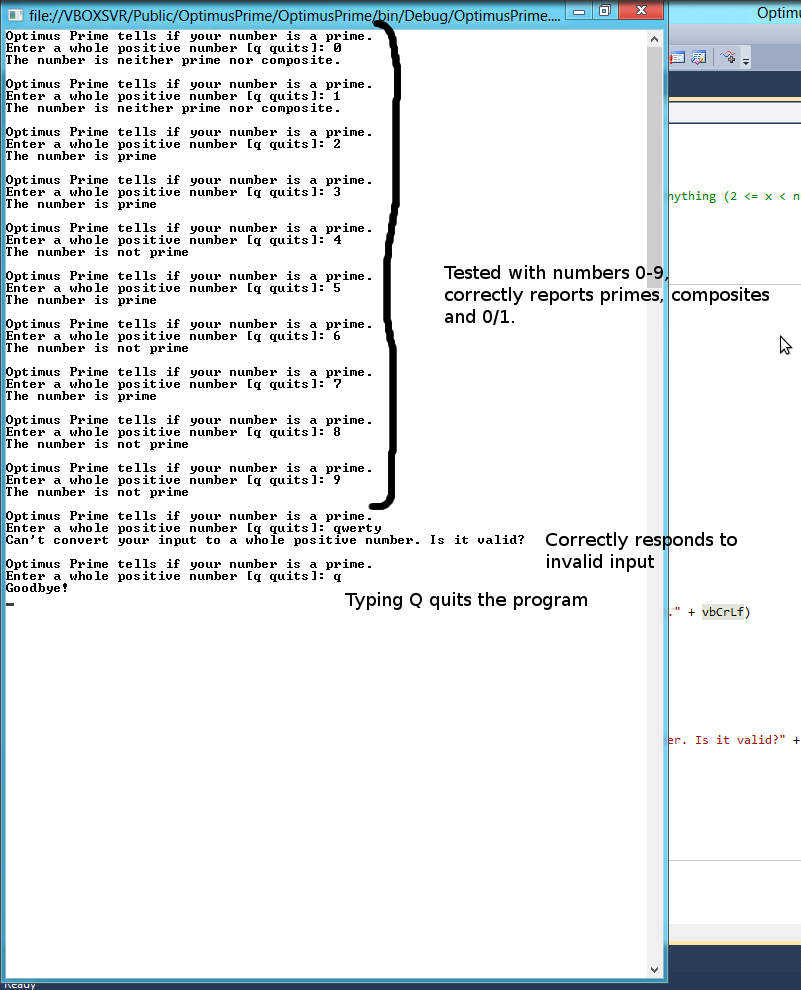 file://VBOXSVR/Public/OptimusPrime/OptimusPrime/bin/Debug/OptimusPrime....
Optimus Prime tells if your number is a prime.
Enter a whole positive number [q quits]: 0
The number is neither prime nor composite.
Optimus Prime tells if your number is a prime.
Enter a whole positive number [q quits]: 1
The number is neither prime nor composite.
Optimus Prime tells if your number is a prime.
Enter a whole positive number [q quits]: 2
The number is prime
Optimus Prime tells if your number is a prime.
Enter a whole positive number [q quits]: 3
The number is prime
Optimus Prime tells if your number is a prime.
Enter a whole positive number [q quits]: 4
The number is not prime
Optimus Prime tells if your number is a prime.
Enter a whole positive number [q quits]: 5
The number is prime
Optimus Prime tells if your number is a prime.
Enter a whole positive number [q quits]: 6
The number is not prime
Optimus Prime tells if your number is a prime.
Enter a whole positive number [q quits]: 7
The number is prime
Optimus Prime tells if your number is a prime.
Enter a whole positive number [q quits]: 8
The number is not prime
Optimus Prime tells if your number is a prime.
Enter a whole positive number [q quits]: 9
The number is not prime
Optimus Prime tells if your number is a prime.
Enter a whole positive number [q quits]: qwerty
Can't convert your input to a whole positive number. Is it valid?
Optimus Prime tells if your number is a prime.
Enter a whole positive number [q quits]: q
Goodbye!
Tested with numbers 0-9,
correctly reports primes, composites
and 0/1.
Correctly responds to
invalid input
Typing Q quits the program
Optimu
nything (2 <= x < n
." + vbCrLf)
er. Is it valid?" +
Ready